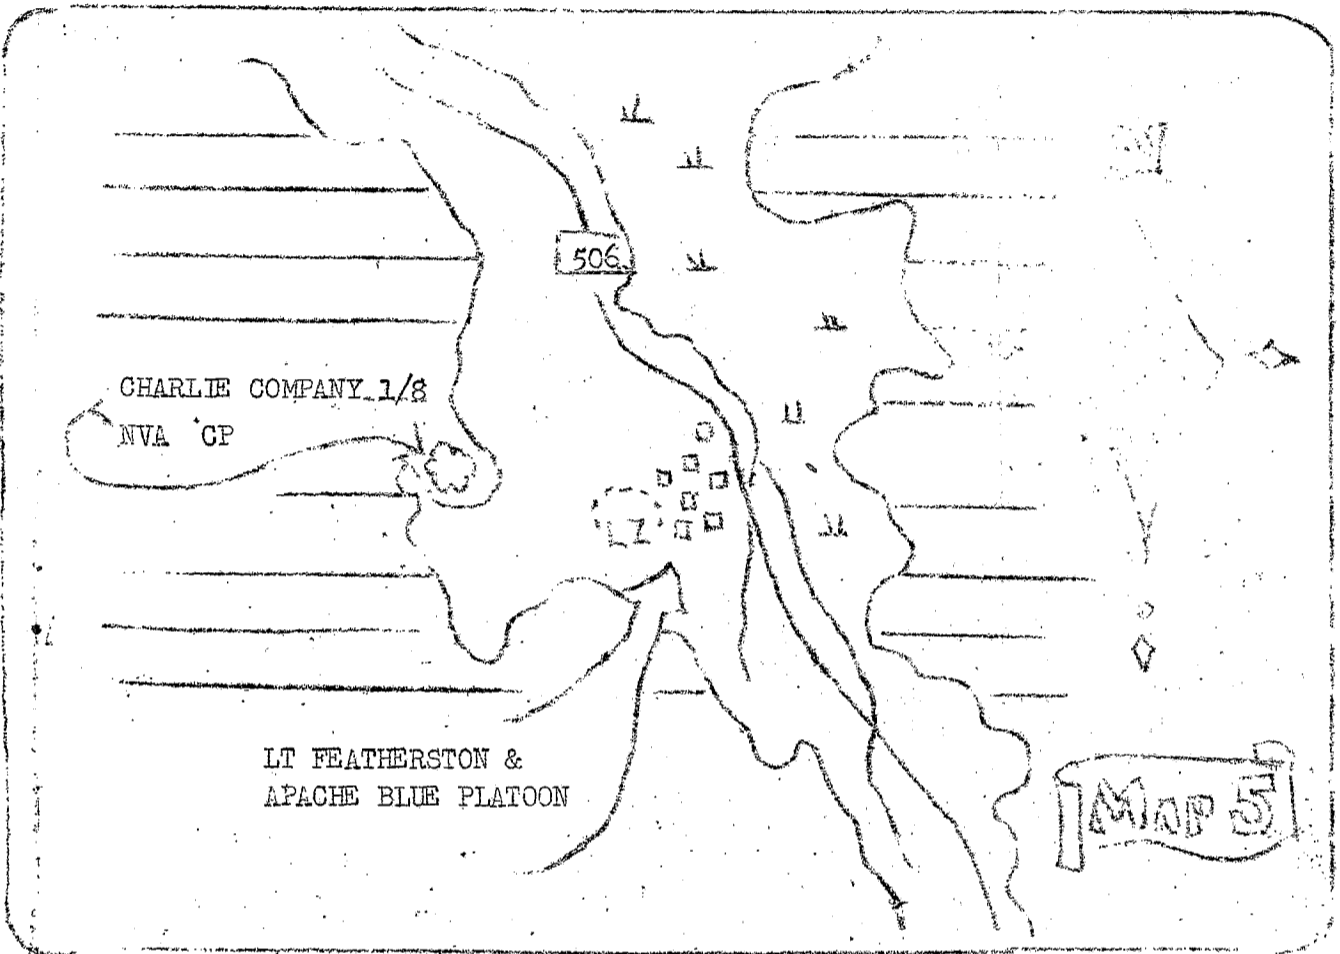 506
CHARLIE COMPANY 1/8
NVA CP
LZ
LT FEATHERSTON &
APACHE BLUE PLATOON
MAP 5